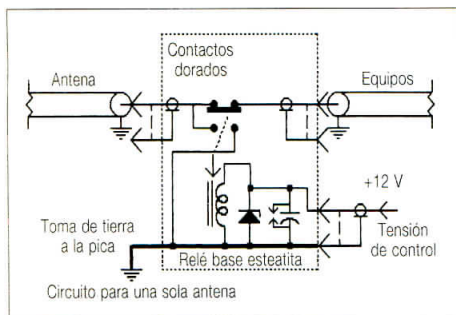 Contactos
dorados
Antena
Equipos
+12 V
Toma de tierra
a la pica
Tensión
de control
Relé base esteatita
Circuito para una sola antena